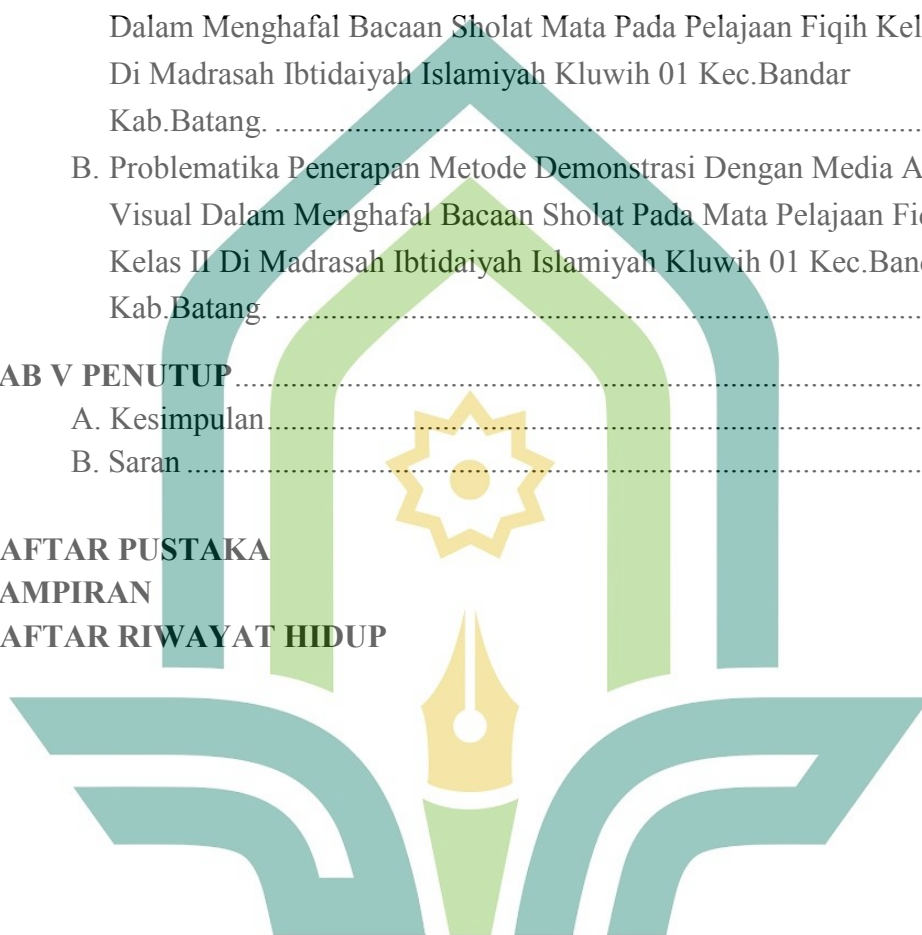 Dalam Menghafal Bacaan Sholat Mata Pada Pelajaan Fiqih Kel
Di Madrasah Ibtidaiyah Islamiyah Kluwih 01 Kec.Bandar
Kab.Batang. ........................................................................................
B. Problematika Penerapan Metode Demonstrasi Dengan Media A
Visual Dalam Menghafal Bacaan Sholat Pada Mata Pelajaan Fi
Kelas II Di Madrasah Ibtidaiyah Islamiyah Kluwih 01 Kec.Ban
Kab.Batang. ........................................................................................
AB V PENUTUP........................................................................................
A. Kesimpulan........................................................................................
B. Saran ........................................................................................
AFTAR PUSTAKA
AMPIRAN
AFTAR RIWAYAT HIDUP